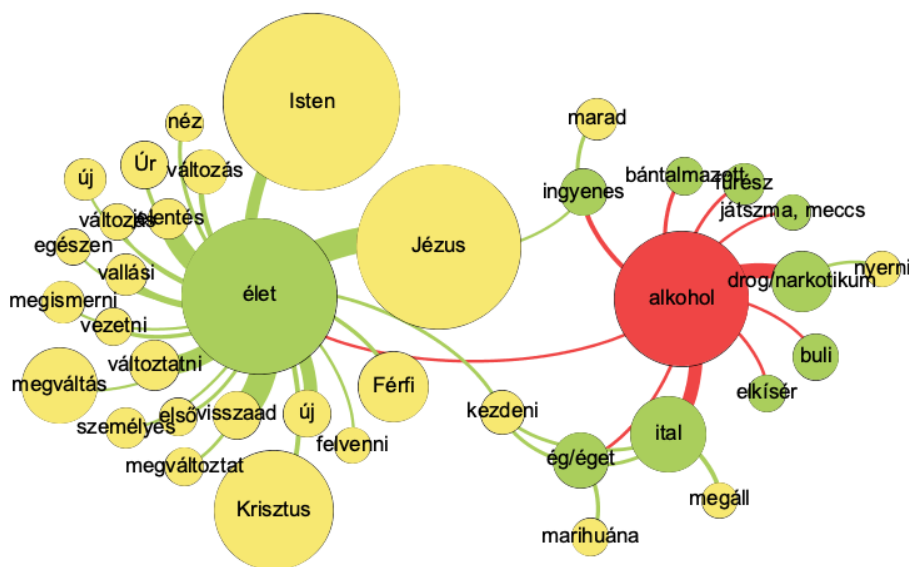 Isten
néz
marad
Úr
változás
új
ingyenes
bántalmazott
fűrész
változás
jelentés
játszma, meccs
egészen
Jézus
vallási
drog/narkotikum
nyerni
élet
alkohol
megismerni
vezetni
változtatni
megváltás
Férfi
buli
elkísér
személyes
első
visszaad
új
kezdeni
ital
felvenni
ég/éget
megváltoztat
megáll
Krisztus
marihuána